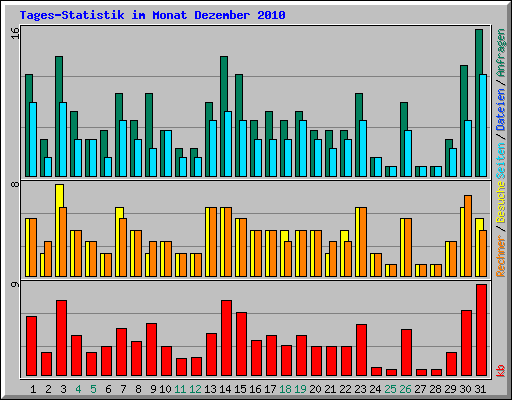 Tages-Statistik im Monat Dezember 2010
16
8
9
Rechner / Besuche Seiten / Dateien / Anfragen
kb
1 2 3 4 5 6 7 8 9 10 11 12 13 14 15 16 17 18 19 20 21 22 23 24 25 26 27 28 29 30 31